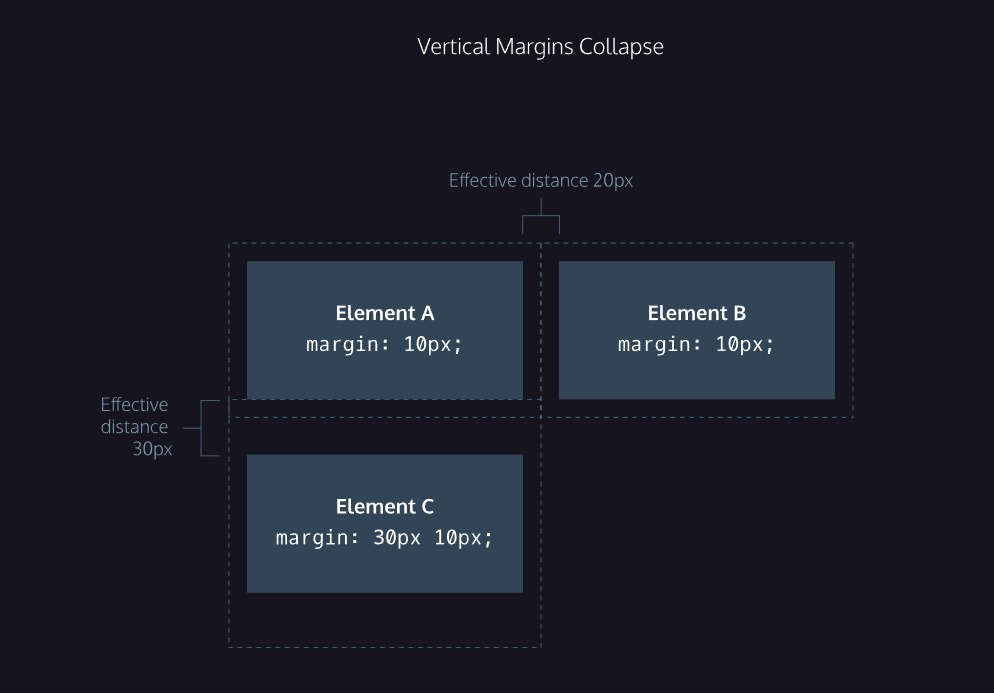 Vertical Margins Collapse
Effective distance 20px
Element A
margin: 10px;
Element B
margin: 10px;
Effective
distance
30px
Element C
margin: 30px 10px;